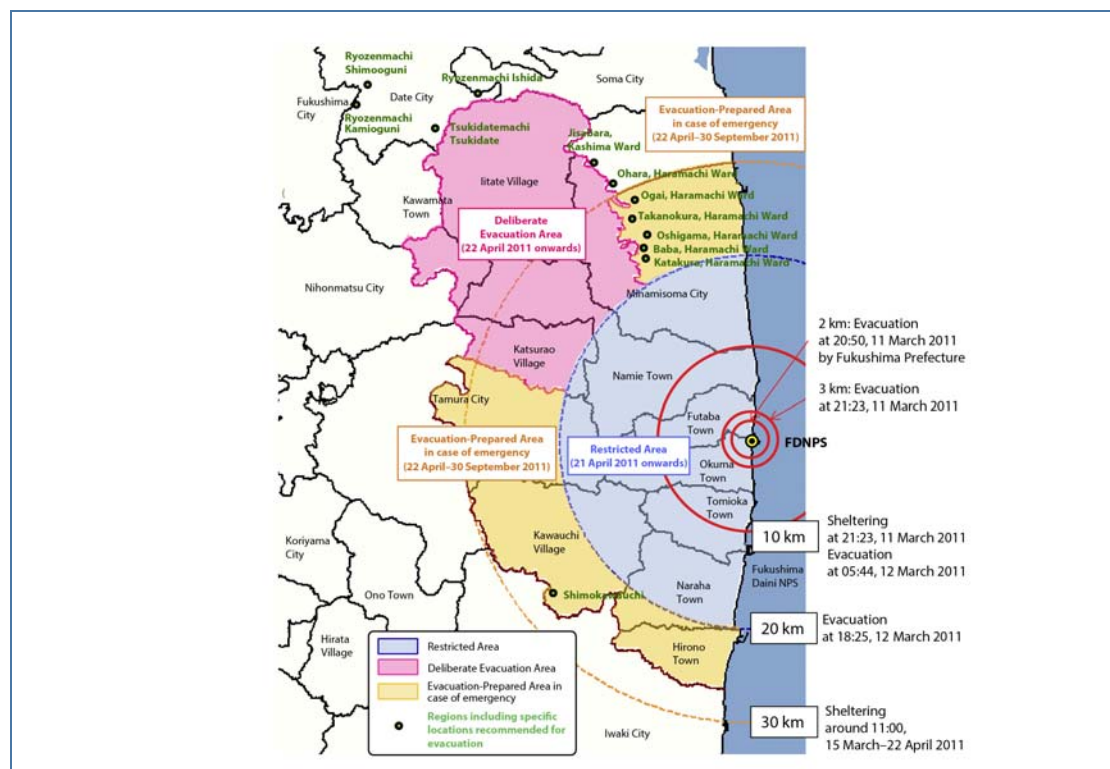 Ryozenmachi
Shimooguni
Ryozenmachi Ishida
Soma City
Fukushima
City
Date City
Ryozenmachi
Kamioguni
Tsukidatemachi
Tsukidate
Evacuation-Prepared Area
in case of emergency
(22 April–30 September 2011)
Jisabara,
Kashima Ward
Ohara, Haramachi Ward
Iitate Village
Ogai, Haramachi Ward
Kawamata
Town
Takanokura, Haramachi Ward
Deliberate
Evacuation Area
(22 April 2011 onwards)
Oshigama, Haramachi Ward
Baba, Haramachi Ward
Katakura, Haramachi Ward
Nihonmatsu City
Minamisoma City
2 km: Evacuation
at 20:50, 11 March 2011
by Fukushima Prefecture
Katsurao
Village
Namie Town
3 km: Evacuation
at 21:23, 11 March 2011
Tamura City
Futaba
Town
FDNPS
Evacuation-Prepared Area
in case of emergency
(22 April–30 September 2011)
Restricted Area
(21 April 2011 onwards)
Okuma
Town
Tomioka
Town
10 km
Sheltering
at 21:23, 11 March 2011
Evacuation
at 05:44, 12 March 2011
Koriyama
City
Kawauchi
Village
Fukushima
Daini NPS
Ono Town
Shimokawauchi
Naraha
Town
20 km
Evacuation
at 18:25, 12 March 2011
Hirata
Village
Hirono
Town
Restricted Area
Deliberate Evacuation Area
Evacuation-Prepared Area in
case of emergency
Regions including specific
locations recommended for
evacuation
Iwaki City
30 km
Sheltering
around 11:00,
15 March–22 April 2011